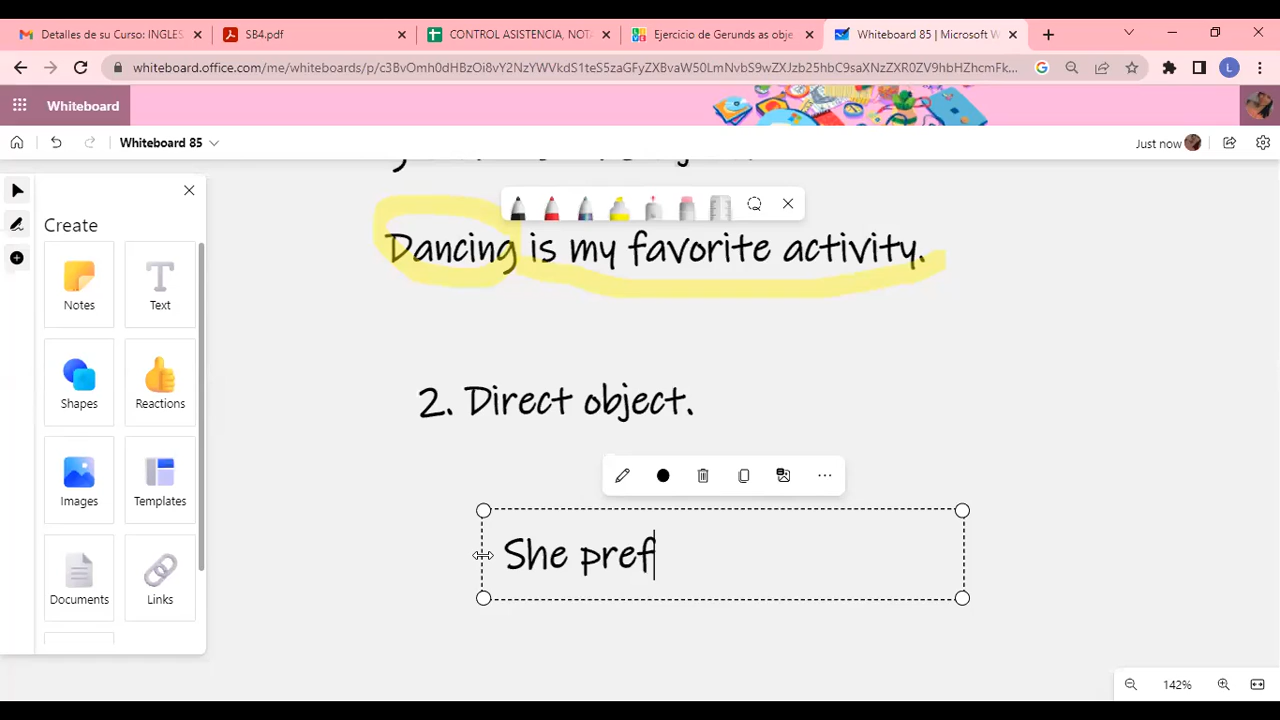 Detalles de su Curso: INGLES
SB4.pdf
CONTROL ASISTENCIA, NOTA
Ejercicio de Gerunds as obje
Whiteboard 85 | Microsoft W
whiteboard.office.com/me/whiteboards/p/
L
Whiteboard
Whiteboard 85
Just now
Create
Notes
Text
Shapes
Reactions
Images
Templates
Documents
Links
Dancing is my favorite activity.
2. Direct object.
She pref
142%